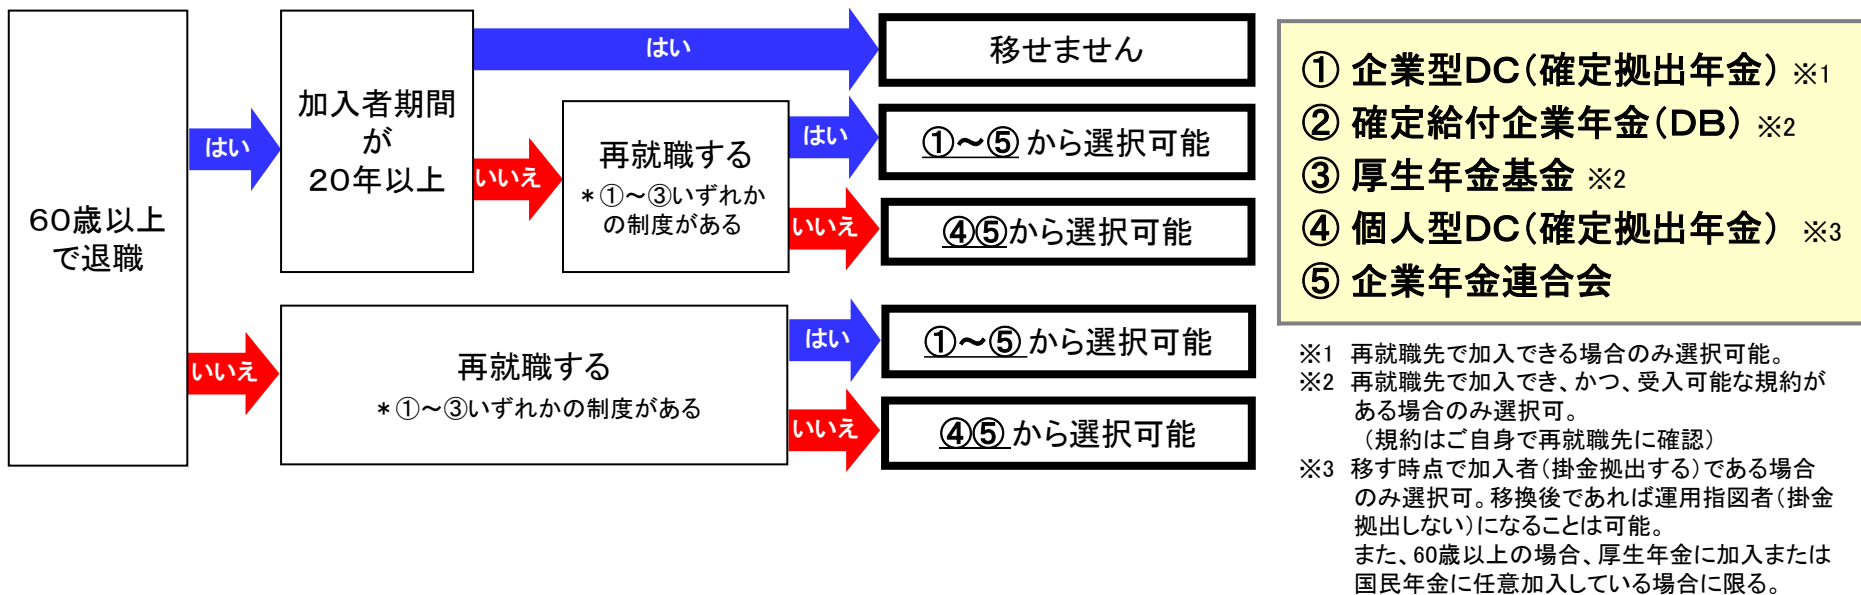 60歳以上
で退職
はい
いいえ
加入者期間
が
20年以上
はい
いいえ
再就職する
*①～③いずれか
の制度がある
はい
いいえ
移せません
①～⑤から選択可能
④⑤から選択可能
再就職する
*①～③いずれかの制度がある
はい
いいえ
①～⑤から選択可能
④⑤から選択可能
① 企業型DC(確定拠出年金) ※1
② 確定給付企業年金(DB) ※2
③ 厚生年金基金 ※2
④ 個人型DC(確定拠出年金) ※3
⑤ 企業年金連合会
※1 再就職先で加入できる場合のみ選択可能。
※2 再就職先で加入でき、かつ、受入可能な規約が
ある場合のみ選択可。
(規約はご自身で再就職先に確認)
※3 移す時点で加入者(掛金拠出する)である場合
のみ選択可。移換後であれば運用指図者(掛金
拠出しない)になることは可能。
また、60歳以上の場合、厚生年金に加入または
国民年金に任意加入している場合に限る。